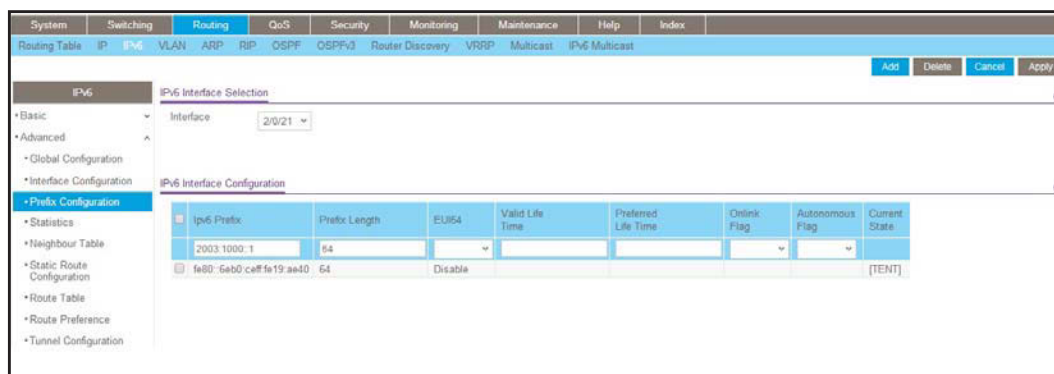 System Switching Routing QoS Security Monitoring Maintenance Help Index
Routing Table IP IPv6 VLAN ARP RIP OSPF OSPFv3 Router Discovery VRRP Multicast IPv6 Multicast
Add Delete Cancel Apply
IPv6
• Basic
• Advanced
• Global Configuration
• Interface Configuration
• Prefix Configuration
• Statistics
• Neighbour Table
• Static Route
Configuration
• Route Table
• Route Preference
• Tunnel Configuration
IPv6 Interface Selection
Interface 2/0/21
IPv6 Interface Configuration
Ipv6 Prefix Prefix Length EUI64 Valid Life Time Preferred Life Time Onlink Flag Autonomous Flag Current State
2003:1000::1 64
fe80::6eb0:ceff:fe19:ae40 64 Disable [TENT]